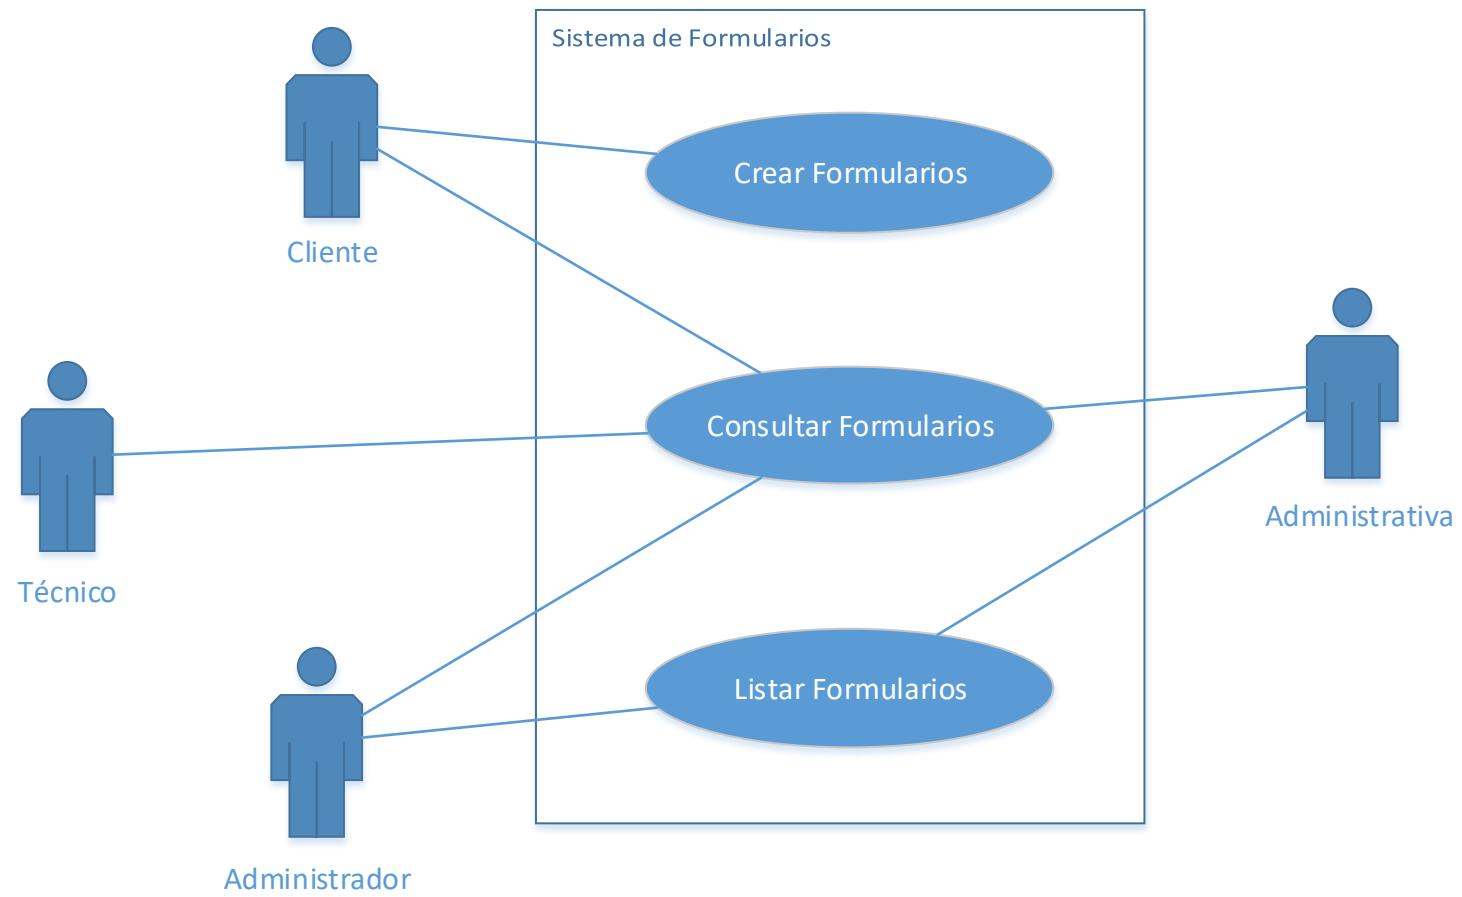 Sistema de Formularios
Crear Formularios
Cliente
Consultar Formularios
Administrativa
Técnico
Listar Formularios
Administrador